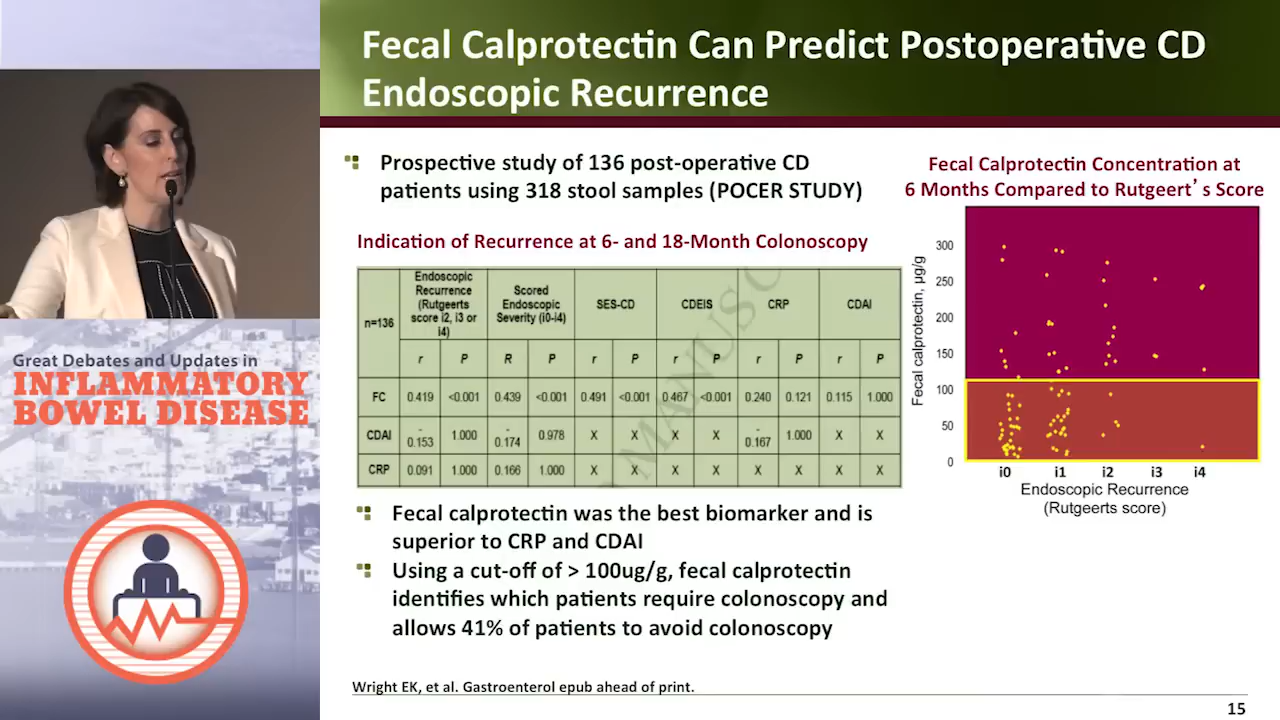 Fecal Calprotectin Can Predict Postoperative CD
Endoscopic Recurrence
Prospective study of 136 post-operative CD
patients using 318 stool samples (POCER STUDY)
Indication of Recurrence at 6- and 18-Month Colonoscopy
n=136
Endoscopic
Recurrence
(Rutgeerts
score i2, i3 or
i4)
Scored
Endoscopic
Severity (i0-i4)
SES-CD
CDEIS
CRP
CDAI
r P R P r P r P r P r P
FC 0.419 <0.001 0.439 <0.001 0.491 <0.001 0.467 <0.001 0.240 0.121 0.115 1.000
CDAI -0.153 1.000 -0.174 0.978 X X X X -0.167 1.000 X X
CRP 0.091 1.000 0.166 1.000 X X X X X X X X
MANUSC
Fecal calprotectin was the best biomarker and is
superior to CRP and CDAI
Using a cut-off of > 100ug/g, fecal calprotectin
identifies which patients require colonoscopy and
allows 41% of patients to avoid colonoscopy
Fecal Calprotectin Concentration at
6 Months Compared to Rutgeert's Score
Fecal calprotectin, µg/g
300
250
200
150
100
50
0
i0 i1 i2 i3 i4
Endoscopic Recurrence
(Rutgeerts score)
Wright EK, et al. Gastroenterol epub ahead of print.
15
Great Debates and Updates in
INFLAMMATORY
BOWEL DISEASE